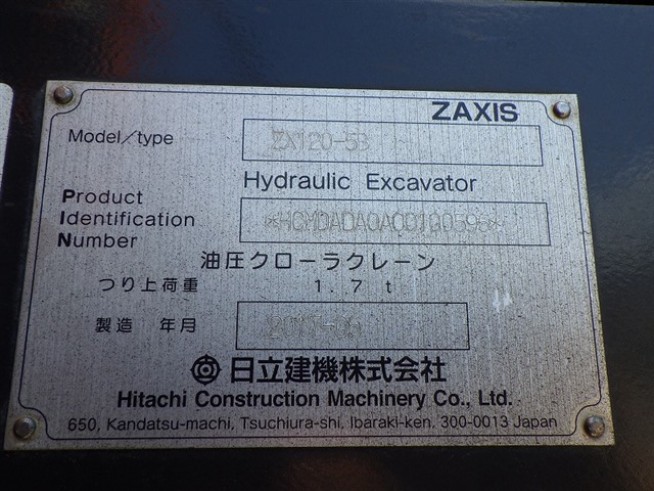 ZAXIS
Model/type ZX120-5B
Hydraulic Excavator
Product
Identification
Number
油圧クローラクレーン
つり上荷重 1.7 t
製造 年月
日立建機株式会社
Hitachi Construction Machinery Co., Ltd.
650, Kandatsu-machi, Tsuchiura-shi, Ibaraki-ken, 300-0013 Japan